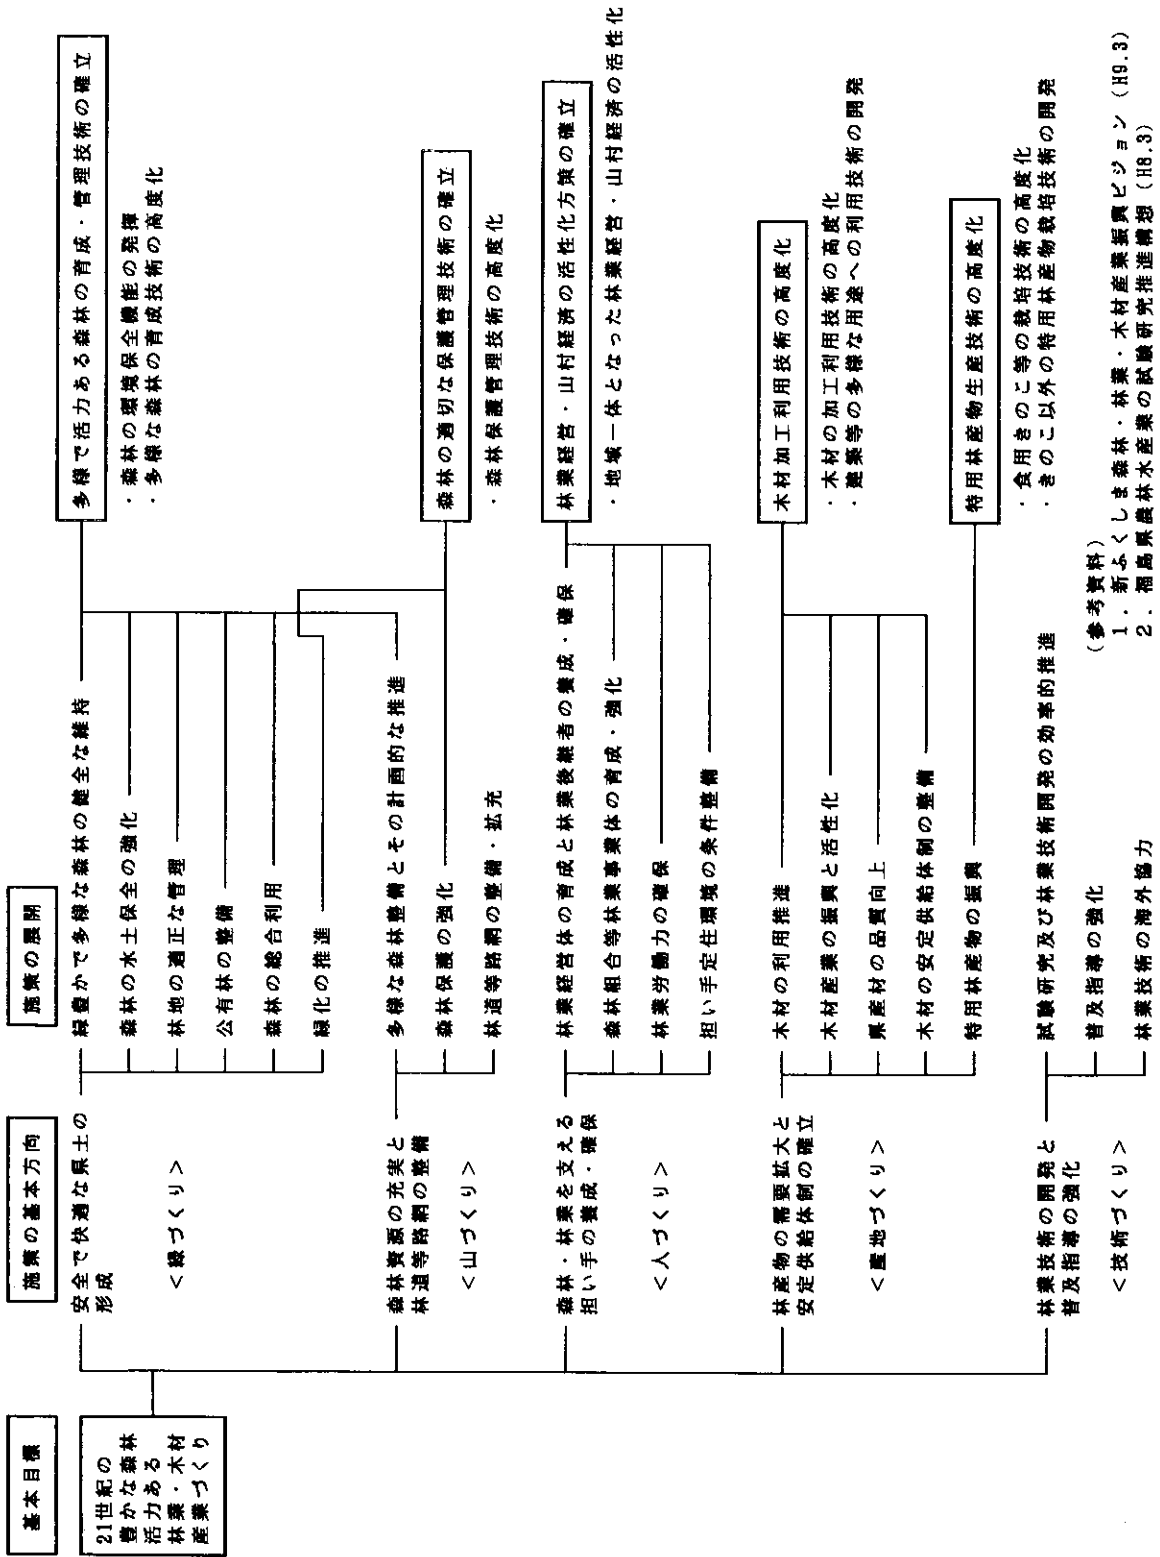 基本目標
21世紀の
豊かな森林
活力ある
林業・木材
産業づくり
施策の基本方向
安全で快適な県土の
形成
＜緑づくり＞
森林資源の充実と
林道等路網の整備
＜山づくり＞
森林・林業を支える
担い手の養成・確保
＜人づくり＞
林産物の需要拡大と
安定供給体制の確立
＜産地づくり＞
林業技術の開発と
普及指導の強化
＜技術づくり＞
施策の展開
緑豊かで多様な森林の健全な維持
森林の水土保全の強化
林地の適正な管理
公有林の整備
森林の総合利用
緑化の推進
多様な森林整備とその計画的な推進
森林保護の強化
林道等路網の整備・拡充
林業経営体の育成と林業後継者の養成・確保
森林組合等林業事業体の育成・強化
林業労働力の確保
担い手定住環境の条件整備
木材の利用推進
木材産業の振興と活性化
県産材の品質向上
木材の安定供給体制の整備
特用林産物の振興
試験研究及び林業技術開発の効率的推進
普及指導の強化
林業技術の海外協力
多様で活力ある森林の育成・管理技術の確立
・森林の環境保全機能の発揮
・多様な森林の育成技術の高度化
森林の適切な保護管理技術の確立
・森林保護管理技術の高度化
林業経営・山村経済の活性化方策の確立
・地域一体となった林業経営・山村経済の活性化
木材加工利用技術の高度化
・木材の加工利用技術の高度化
・建築等の多様な用途への利用技術の開発
特用林産物生産技術の高度化
・食用きのこ等の栽培技術の高度化
・きのこ以外の特用林産物栽培技術の開発
（参考資料）
1．新ふくしま森林・林業・木材産業振興ビジョン（H9.3）
2．福島県農林水産業の試験研究推進構想（H8.3）